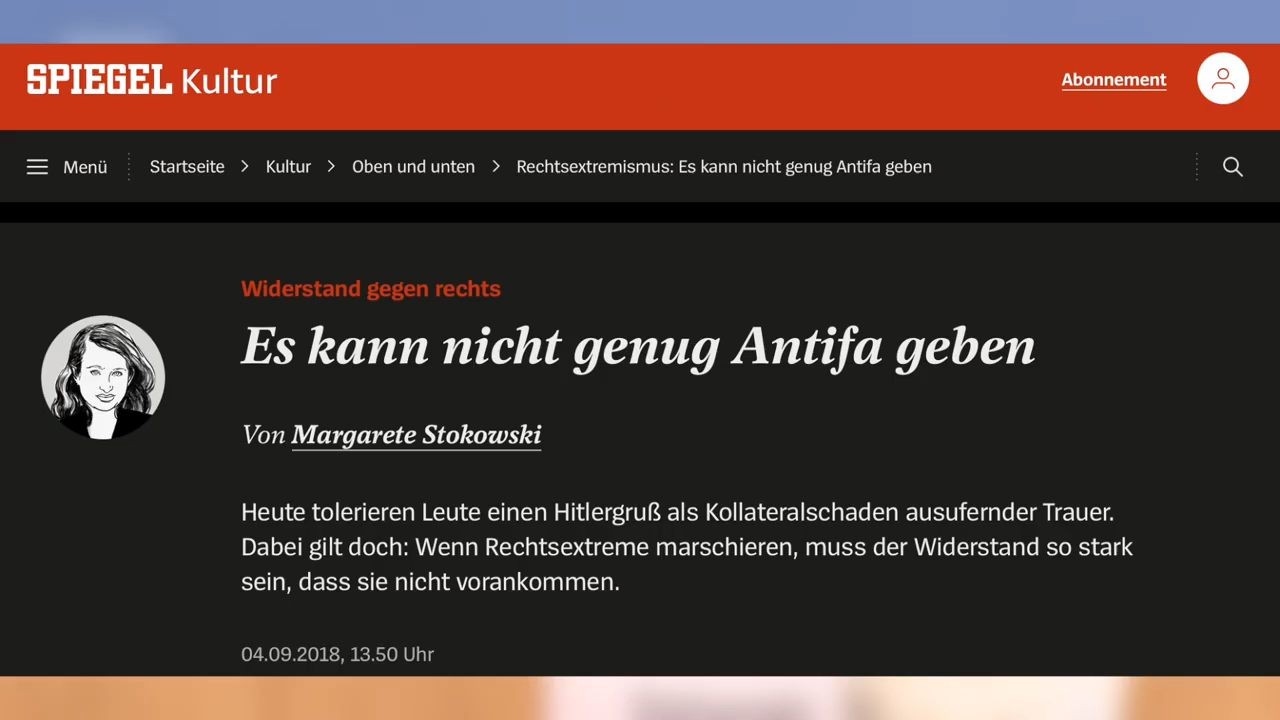 SPIEGEL Kultur
Abonnement
Menü
Startseite
Kultur
Oben und unten
Rechtsextremismus: Es kann nicht genug Antifa geben
Widerstand gegen rechts
Es kann nicht genug Antifa geben
Von Margarete Stokowski
Heute tolerieren Leute einen Hitlergruß als Kollateralschaden ausufernder Trauer.
Dabei gilt doch: Wenn Rechtsextreme marschieren, muss der Widerstand so stark
sein, dass sie nicht vorankommen.
04.09.2018, 13.50 Uhr